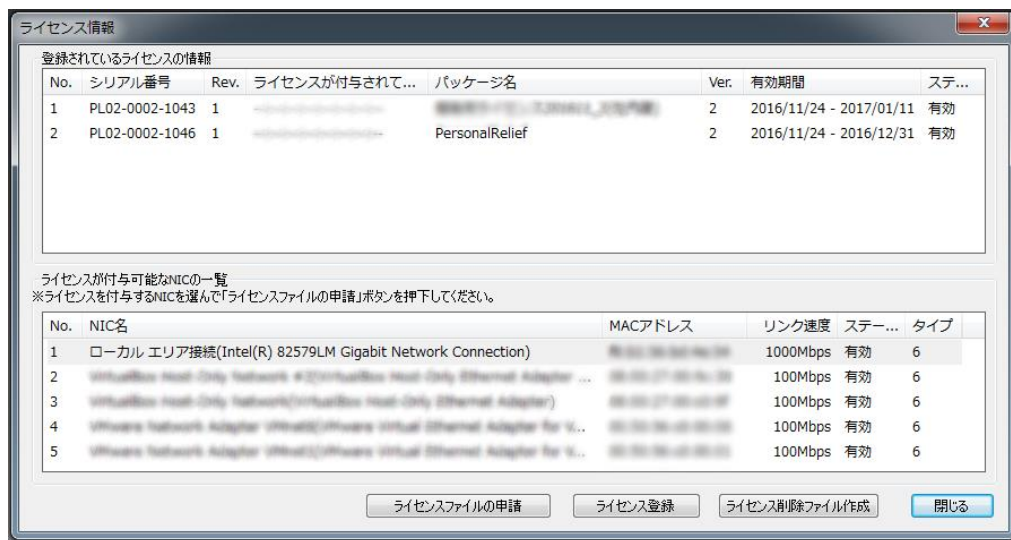 ライセンス情報
登録されているライセンスの情報
No. シリアル番号 Rev. ライセンスが付与されて... パッケージ名 Ver. 有効期間 ステ...
1 PL02-0002-1043 1 2 2016/11/24 - 2017/01/11 有効
2 PL02-0002-1046 1 PersonalRelief 2 2016/11/24 - 2016/12/31 有効
ライセンスが付与可能なNICの一覧
※ライセンスを付与するNICを選んで「ライセンスファイルの申請」ボタンを押下してください。
No. NIC名 MACアドレス リンク速度 ステー... タイプ
1 ローカル エリア接続(Intel(R) 82579LM Gigabit Network Connection) 1000Mbps 有効 6
2 100Mbps 有効 6
3 100Mbps 有効 6
4 100Mbps 有効 6
5 100Mbps 有効 6
ライセンスファイルの申請 ライセンス登録 ライセンス削除ファイル作成 閉じる